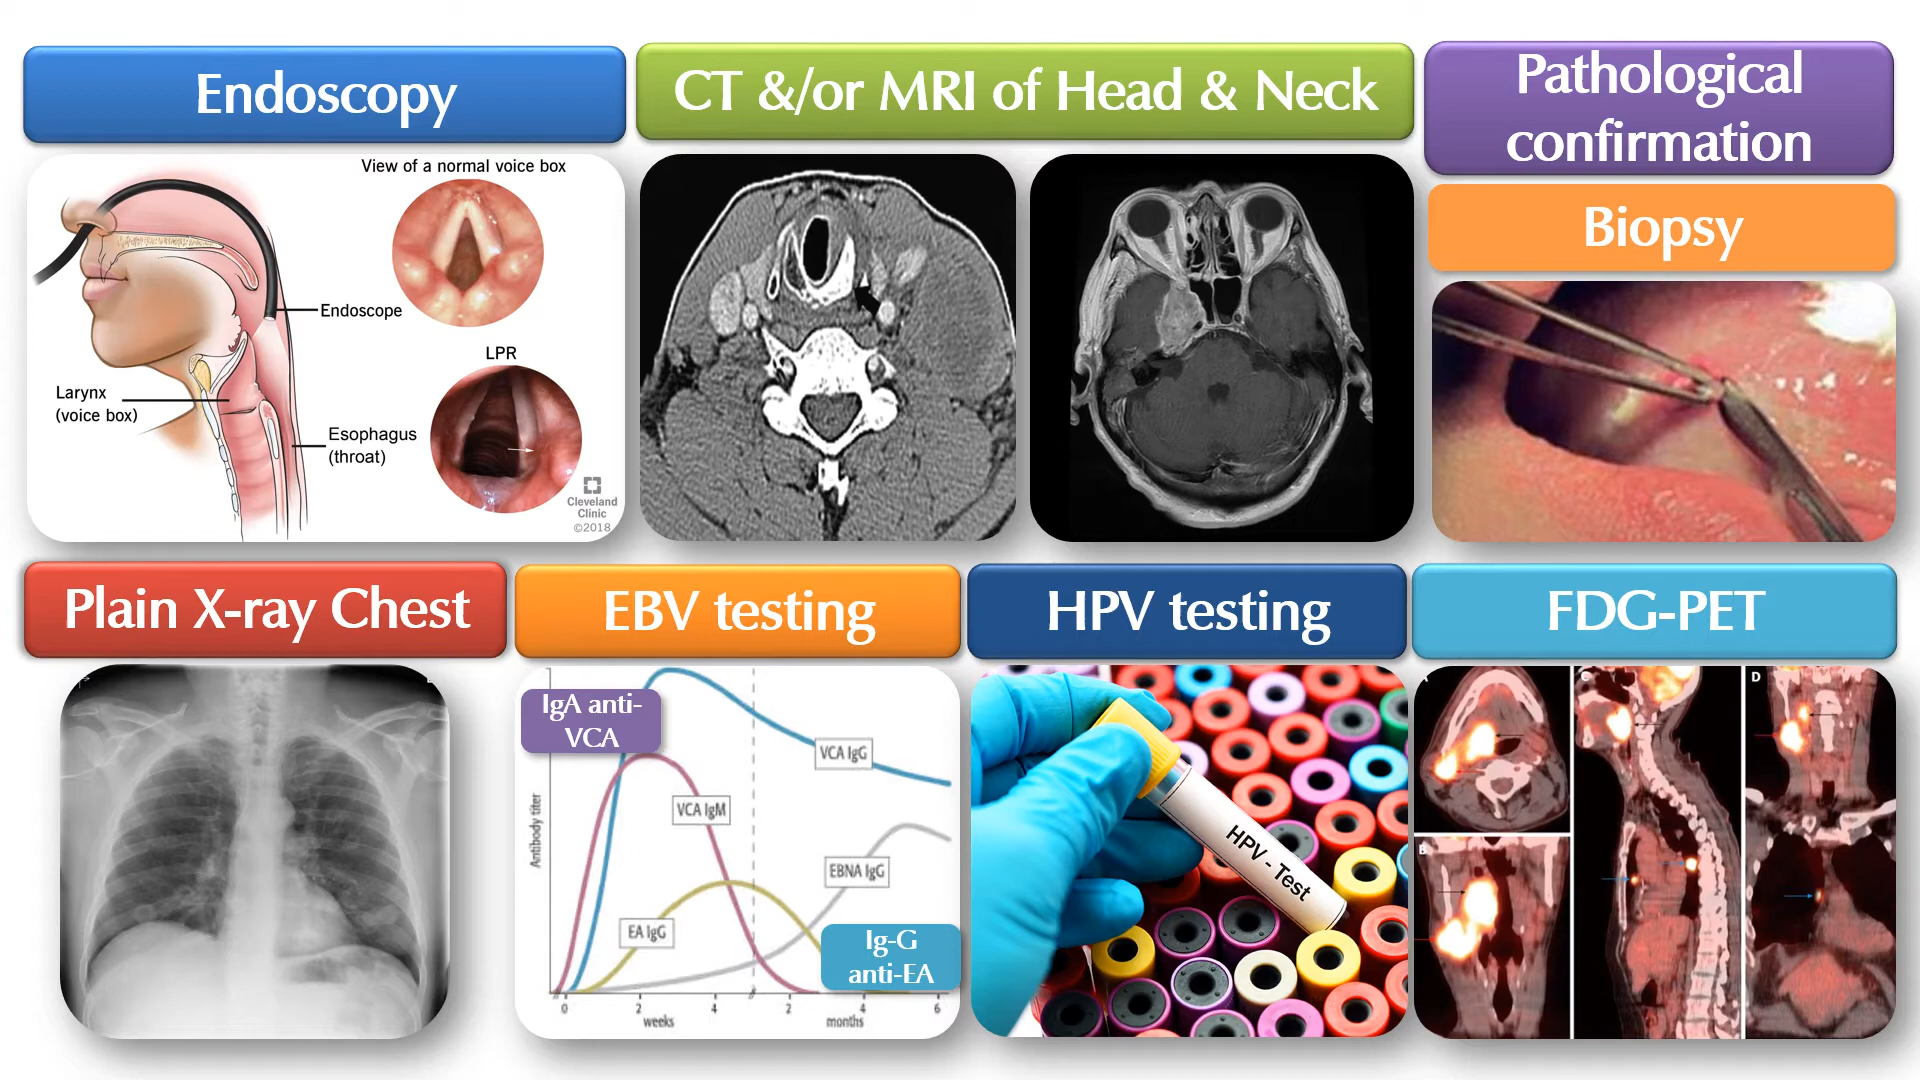 Endoscopy
CT &/or MRI of Head & Neck
Pathological
confirmation
Biopsy
View of a normal voice box
Endoscope
LPR
Larynx
(voice box)
Esophagus
(throat)
Cleveland
Clinic
©2018
Plain X-ray Chest
EBV testing
HPV testing
FDG-PET
IgA anti-
VCA
VCA IgG
VCA IgM
EBNA IgG
EA IgG
Ig-G
anti-EA
Antibody titer
0 2 4 2 4 6
weeks months
HPV - Test
C
D